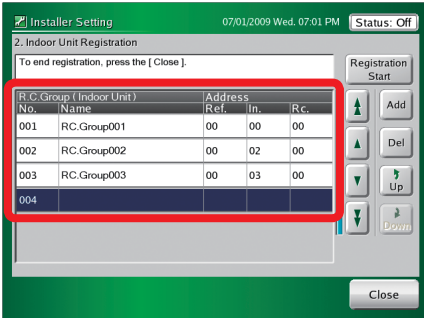 Installer Setting 07/01/2009 Wed. 07:01 PM Status: Off
2. Indoor Unit Registration
To end registration, press the [ Close ].
Registration
Start
R.C.Group ( Indoor Unit ) Address
No. Name Ref. In. Rc.
Add
001 RC.Group001 00 00 00
Del
002 RC.Group002 00 02 00
003 RC.Group003 00 03 00
Up
004
Down
Close